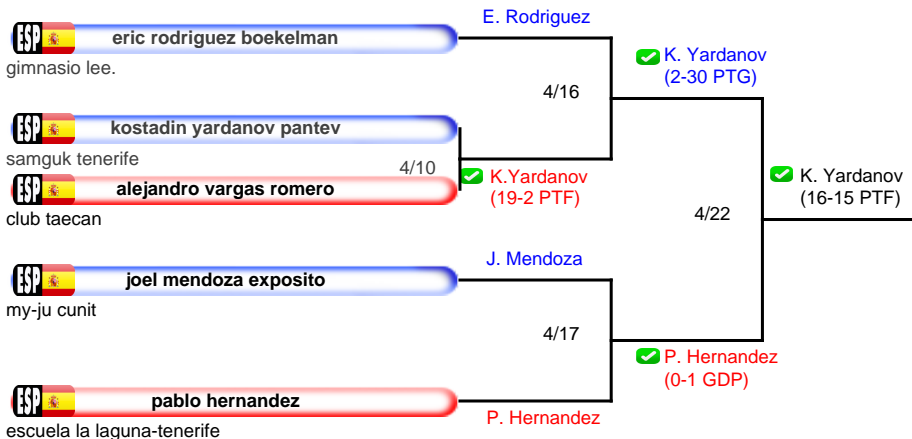 E. Rodriguez
ESP eric rodriguez boekelman
gimnasio lee.
K. Yardanov
(2-30 PTG)
4/16
ESP kostadin yardanov pantev
samguk tenerife
4/10
K.Yardanov
(19-2 PTF)
ESP alejandro vargas romero
club taecan
K. Yardanov
(16-15 PTF)
4/22
J. Mendoza
ESP joel mendoza exposito
my-ju cunit
4/17
P. Hernandez
(0-1 GDP)
ESP pablo hernandez
P. Hernandez
escuela la laguna-tenerife